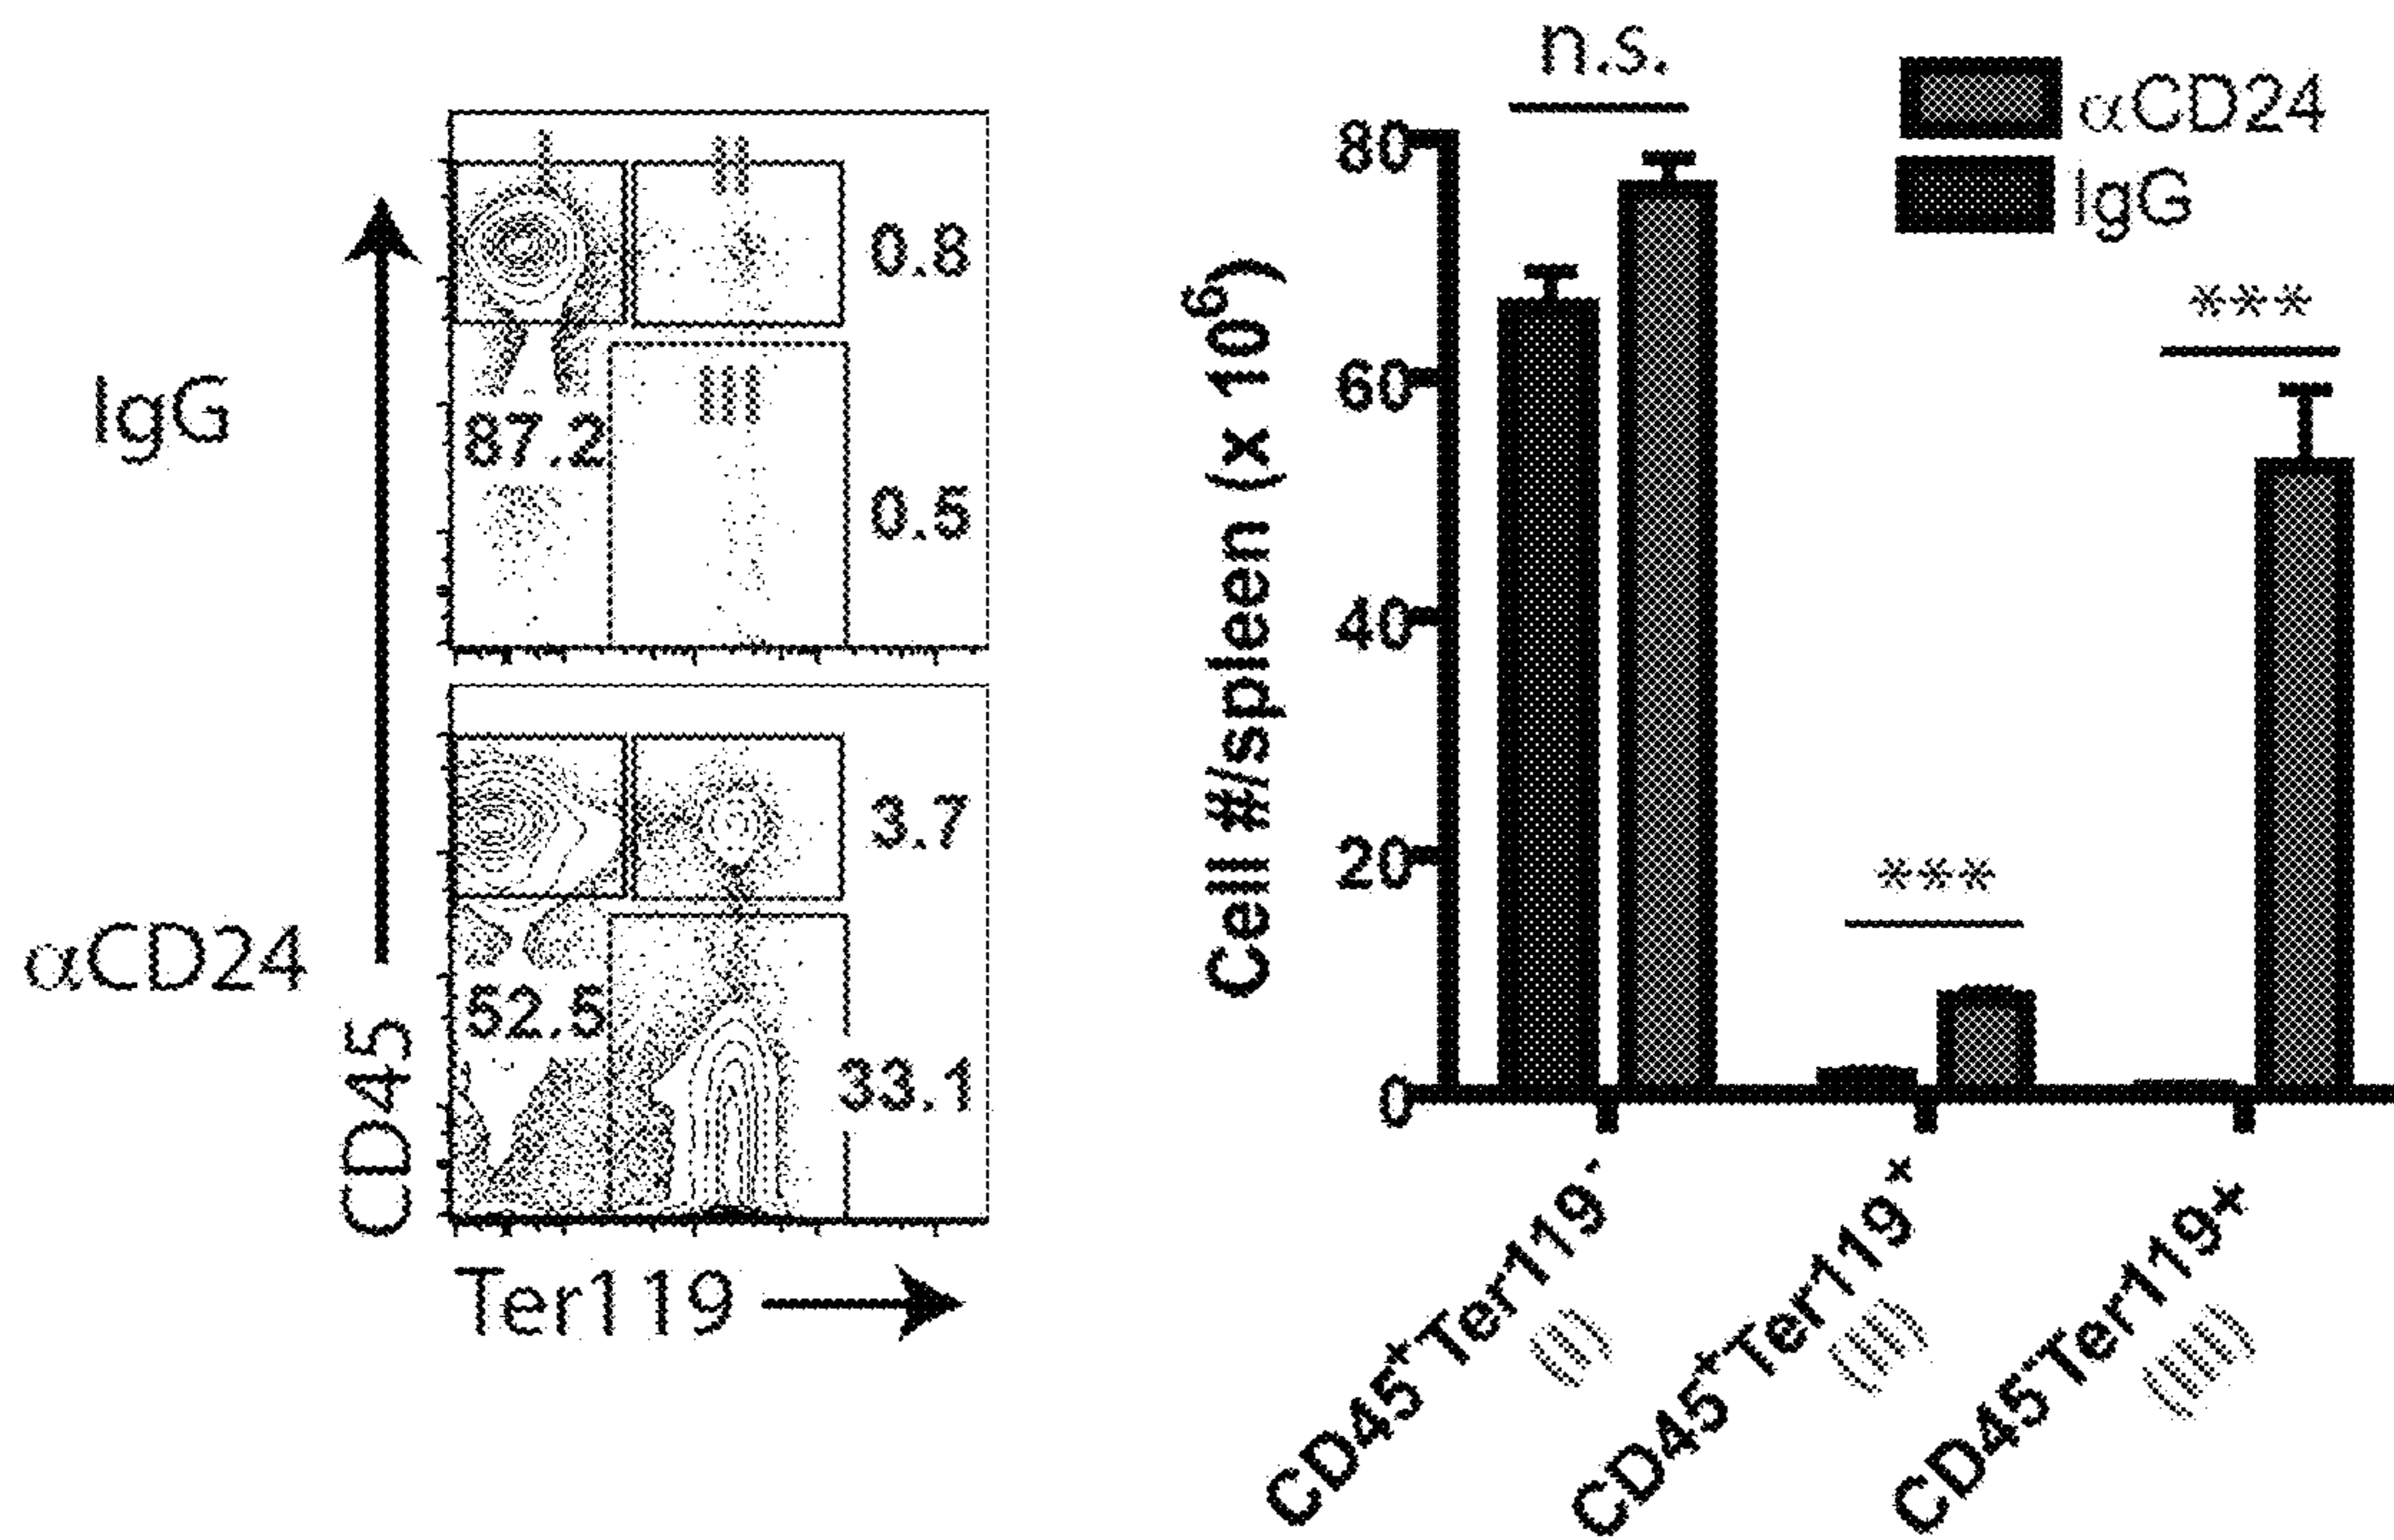 IgG
αCD24
CD45
Ter119
I
II
III
0.8
87.2
0.5
3.7
52.5
33.1
n.s.
αCD24
IgG
***
***
Cell #/spleen (x 10⁶)
80
60
40
20
0
CD45⁺Ter119⁻
(I)
CD45⁺Ter119⁺
(II)
CD45⁻Ter119+
(III)